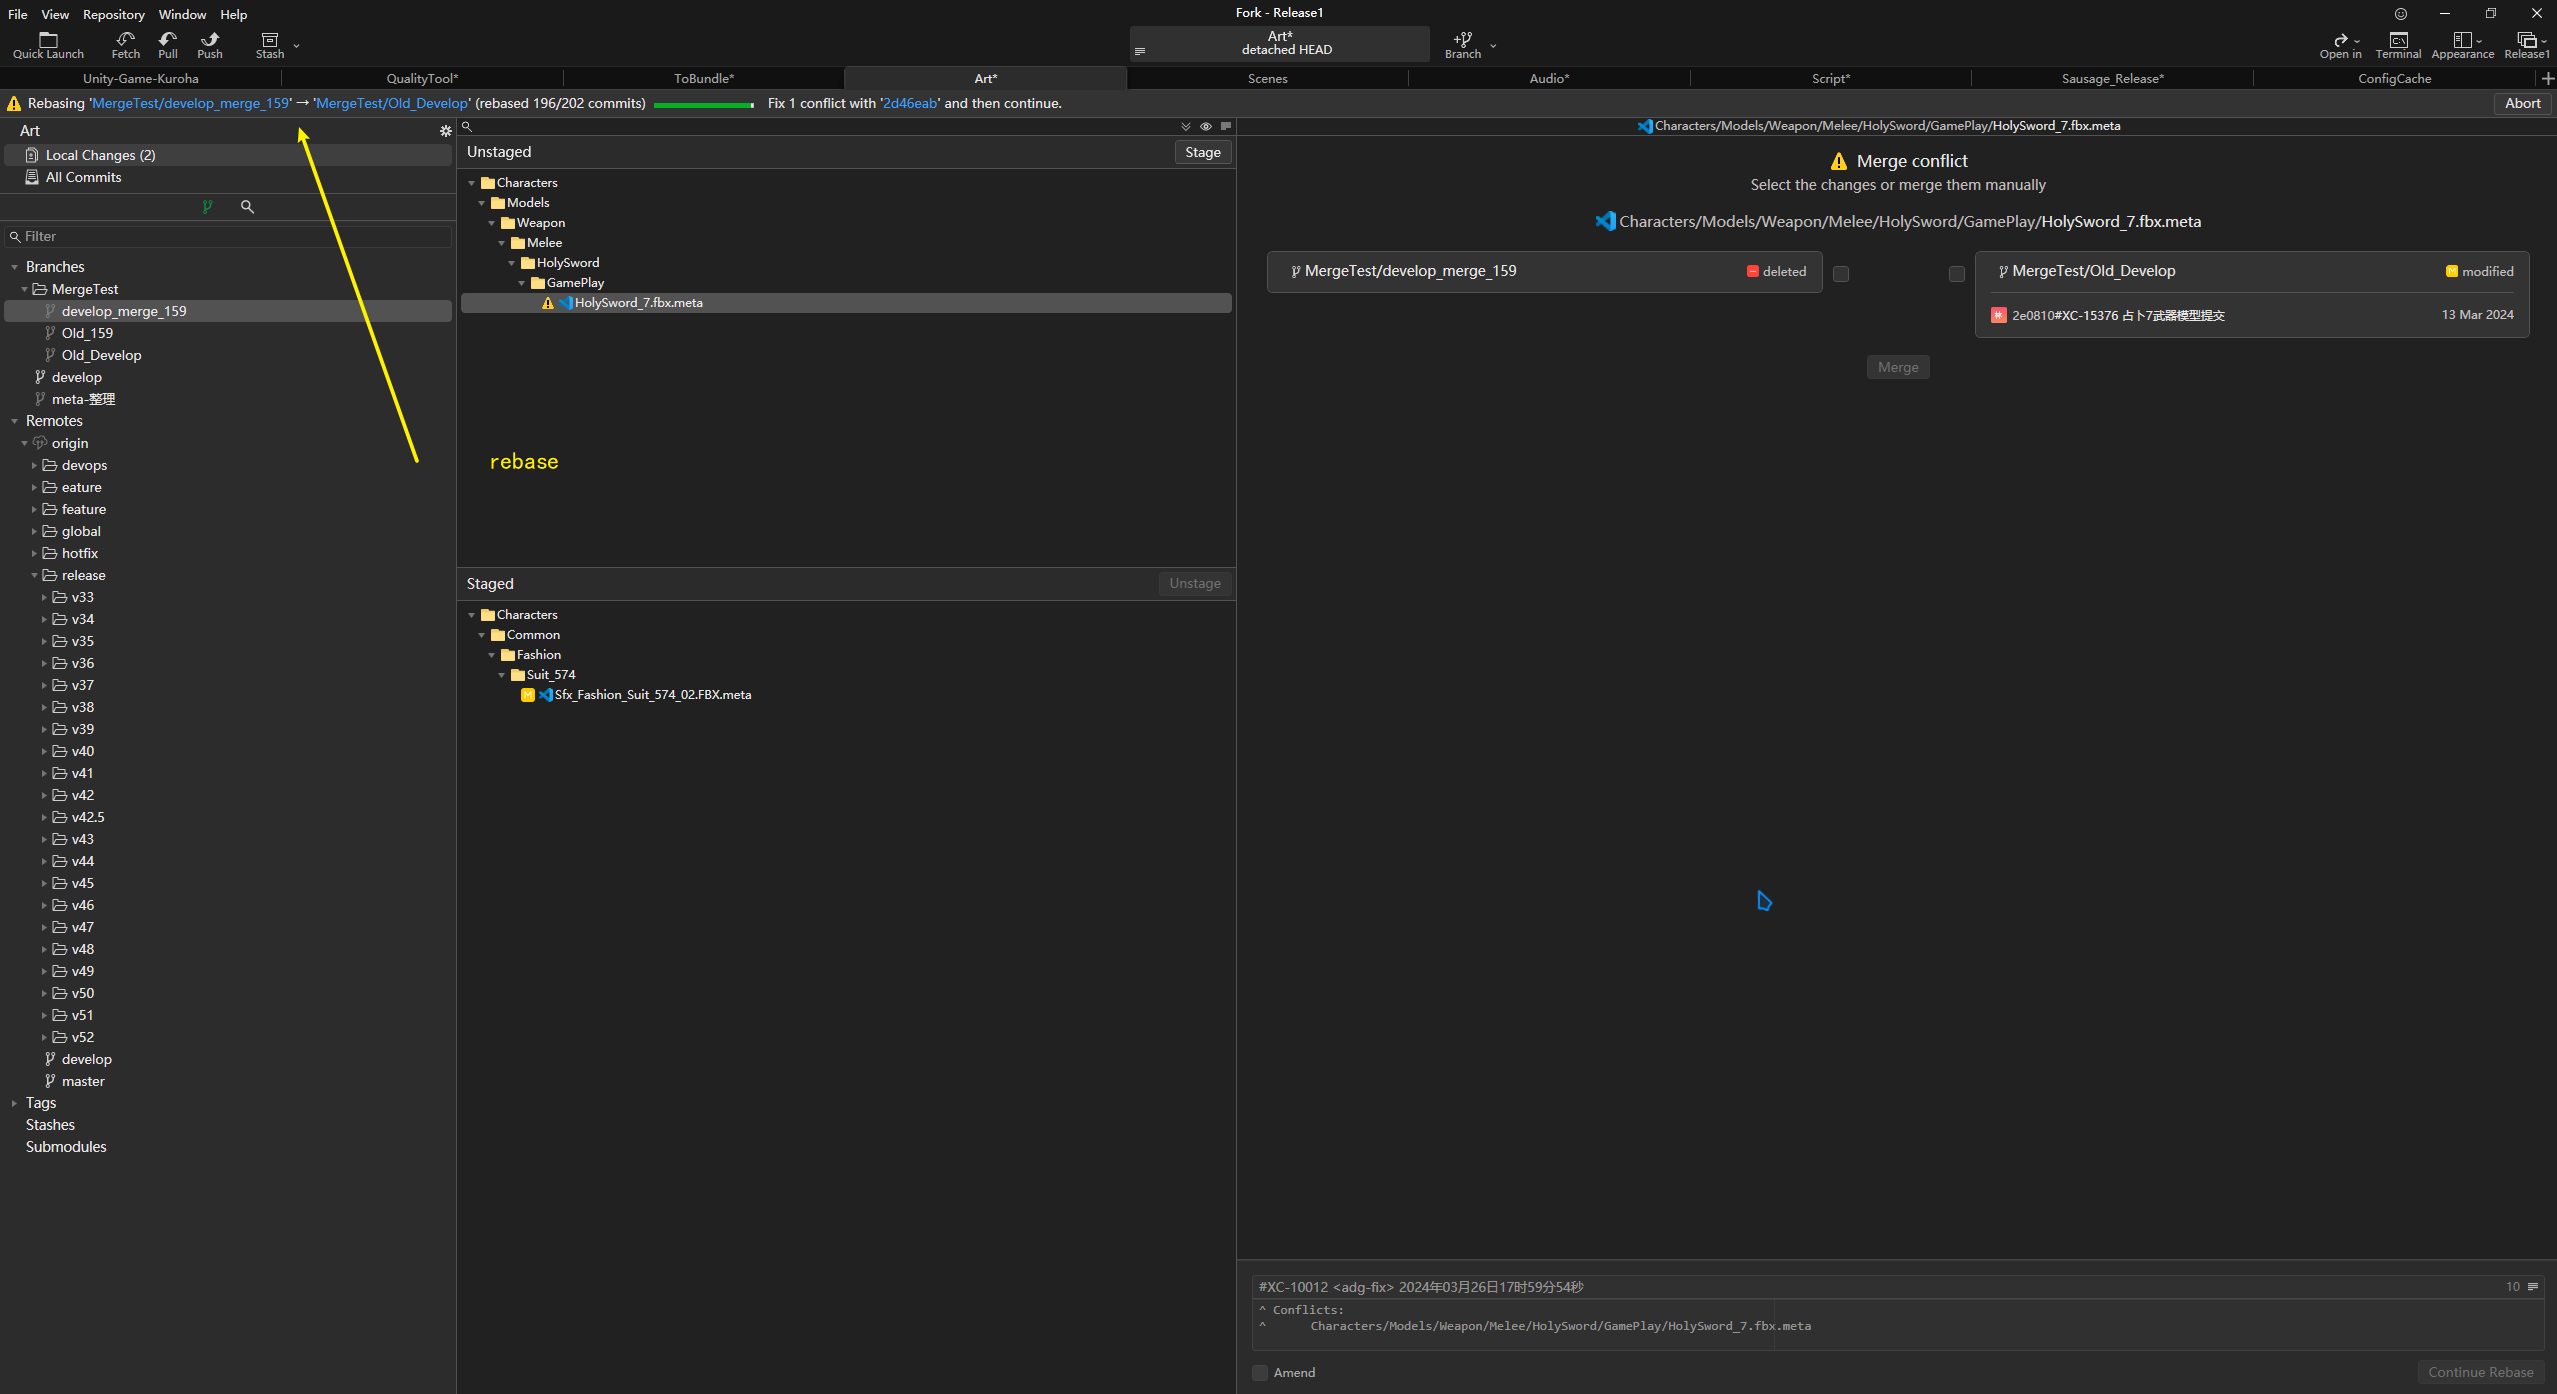 File View Repository Window Help
Fork - Release1
Quick Launch Fetch Pull Push Stash
Art*
detached HEAD
Branch
Open in Terminal Appearance Release1
Unity-Game-Kuroha QualityTool* ToBundle* Art* Scenes Audio* Script* Sausage_Release* ConfigCache
Rebasing 'MergeTest/develop_merge_159' → 'MergeTest/Old_Develop' (rebased 196/202 commits) Fix 1 conflict with '2d46eab' and then continue.
Abort
Art
Local Changes (2)
All Commits
Filter
Branches
MergeTest
develop_merge_159
Old_159
Old_Develop
develop
meta-整理
Remotes
origin
devops
eature
feature
global
hotfix
release
v33
v34
v35
v36
v37
v38
v39
v40
v41
v42
v42.5
v43
v44
v45
v46
v47
v48
v49
v50
v51
v52
develop
master
Tags
Stashes
Submodules
Unstaged
Stage
Characters
Models
Weapon
Melee
HolySword
GamePlay
HolySword_7.fbx.meta
rebase
Staged
Unstage
Characters
Common
Fashion
Suit_574
M Sfx_Fashion_Suit_574_02.FBX.meta
Characters/Models/Weapon/Melee/HolySword/GamePlay/HolySword_7.fbx.meta
Merge conflict
Select the changes or merge them manually
Characters/Models/Weapon/Melee/HolySword/GamePlay/HolySword_7.fbx.meta
MergeTest/develop_merge_159 deleted
MergeTest/Old_Develop M modified
2e0810#XC-15376 占卜7武器模型提交 13 Mar 2024
Merge
#XC-10012 <adg-fix> 2024年03月26日17时59分54秒 10
^ Conflicts:
^ Characters/Models/Weapon/Melee/HolySword/GamePlay/HolySword_7.fbx.meta
Amend
Continue Rebase